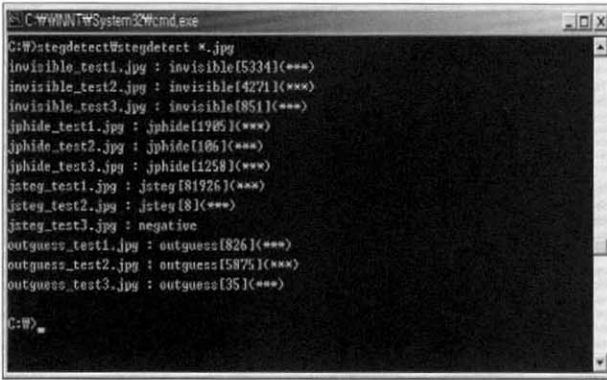 C:₩WINNT₩System32₩cmd.exe
C:₩>stegdetect₩stegdetect *.jpg
invisible_test1.jpg : invisible[5334](***)
invisible_test2.jpg : invisible[4271](***)
invisible_test3.jpg : invisible[851](***)
jphide_test1.jpg : jphide[1905](***)
jphide_test2.jpg : jphide[106](***)
jphide_test3.jpg : jphide[1258](***)
jsteg_test1.jpg : jsteg[81926](***)
jsteg_test2.jpg : jsteg[8](***)
jsteg_test3.jpg : negative
outguess_test1.jpg : outguess[826](***)
outguess_test2.jpg : outguess[5875](***)
outguess_test3.jpg : outguess[35](***)
C:₩>